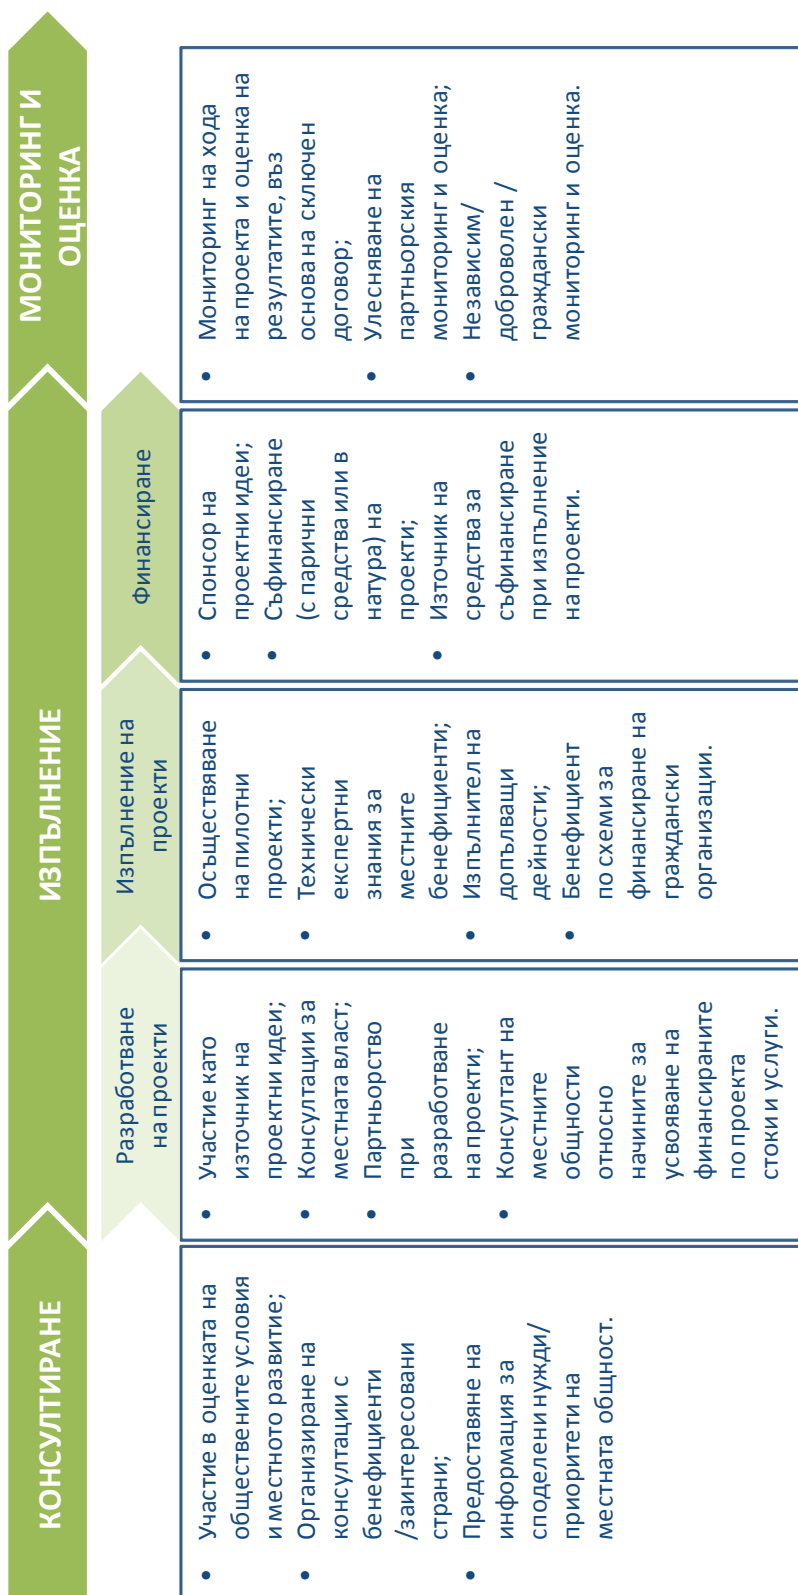 КОНСУЛТИРАНЕ
ИЗПЪЛНЕНИЕ
МОНИТОРИНГ И
ОЦЕНКА
Разработване
на проекти
Изпълнение на
проекти
Финансиране
• Участие в оценката на
обществените условия
и местното развитие;
• Организиране на
консултации с
бенефициенти
/заинтересовани
страни;
• Предоставяне на
информация за
споделени нужди/
приоритети на
местната общност.
• Участие като
източник на
проектни идеи;
• Консултации за
местната власт;
• Партньорство
при
разработване
на проекти;
• Консултант на
местните
общности
относно
начините за
усвояване на
финансираните
по проекта
стоки и услуги.
• Осъществяване
на пилотни
проекти;
• Технически
експертни
знания за
местните
бенефициенти;
• Изпълнител на
допълващи
дейности;
• Бенефициент
по схеми за
финансиране на
граждански
организации.
• Спонсор на
проектни идеи;
• Съфинансиране
(с парични
средства или в
натура) на
проекти;
• Източник на
средства за
съфинансиране
при изпълнение
на проекти.
• Мониторинг на хода
на проекта и оценка на
резултатите, въз
основа на сключен
договор;
• Улесняване на
партньорския
мониторинг и оценка;
• Независим/
доброволен /
граждански
мониторинг и оценка.